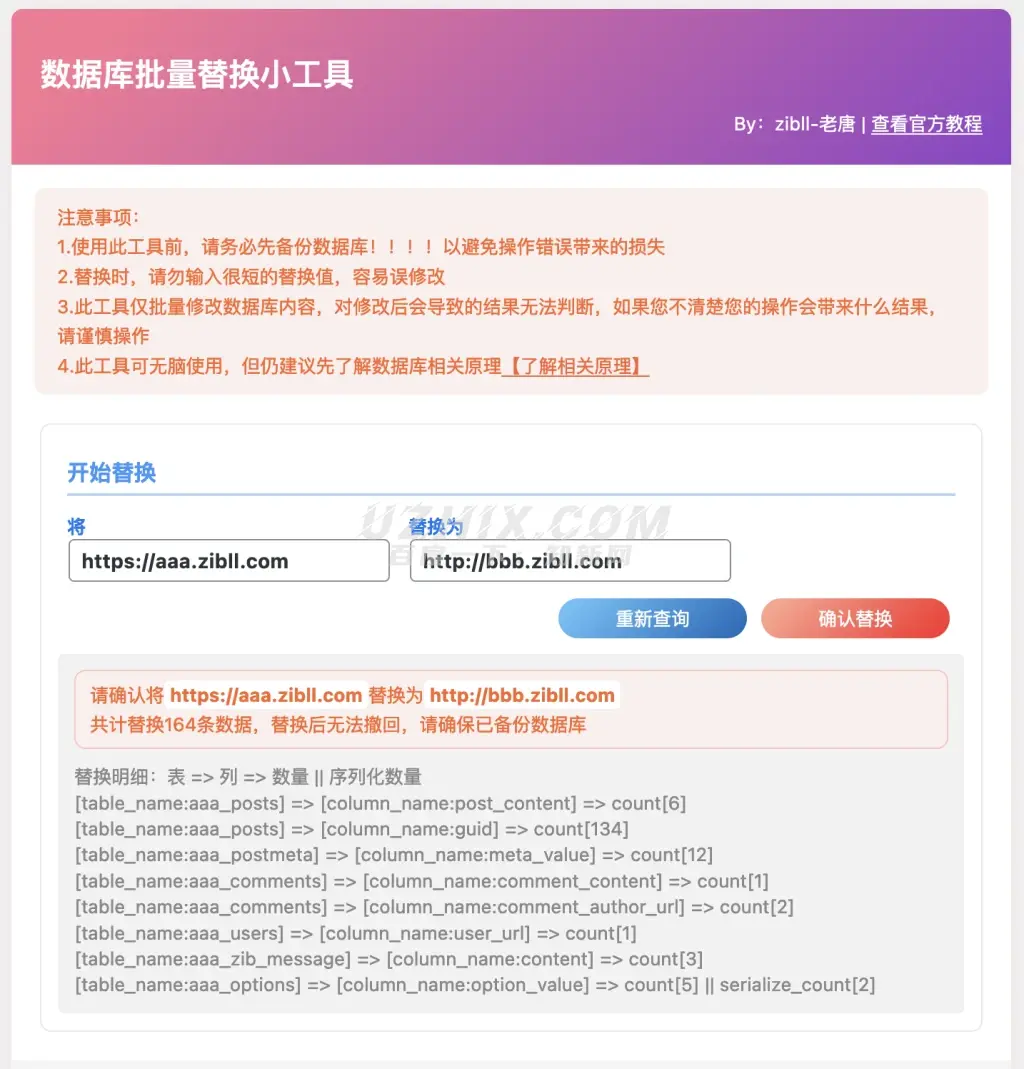 数据库批量替换小工具
By：zibll-老唐 | 查看官方教程
注意事项：
1.使用此工具前，请务必先备份数据库！！！！以避免操作错误带来的损失
2.替换时，请勿输入很短的替换值，容易误修改
3.此工具仅批量修改数据库内容，对修改后会导致的结果无法判断，如果您不清楚您的操作会带来什么结果，
请谨慎操作
4.此工具可无脑使用，但仍建议先了解数据库相关原理【了解相关原理】
开始替换
将 替换为
UZMIX.COM
https://aaa.zibll.com http://bbb.zibll.com
重新查询 确认替换
请确认将 https://aaa.zibll.com 替换为 http://bbb.zibll.com
共计替换164条数据，替换后无法撤回，请确保已备份数据库
替换明细：表 => 列 => 数量 || 序列化数量
[table_name:aaa_posts] => [column_name:post_content] => count[6]
[table_name:aaa_posts] => [column_name:guid] => count[134]
[table_name:aaa_postmeta] => [column_name:meta_value] => count[12]
[table_name:aaa_comments] => [column_name:comment_content] => count[1]
[table_name:aaa_comments] => [column_name:comment_author_url] => count[2]
[table_name:aaa_users] => [column_name:user_url] => count[1]
[table_name:aaa_zib_message] => [column_name:content] => count[3]
[table_name:aaa_options] => [column_name:option_value] => count[5] || serialize_count[2]